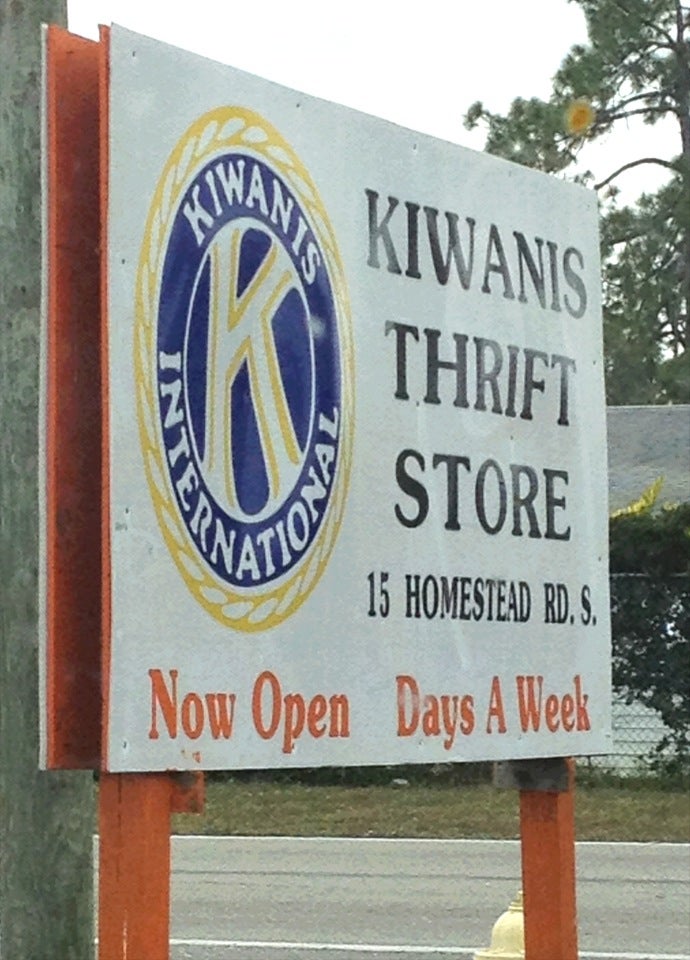 KIWANIS
INTERNATIONAL
K
KIWANIS
THRIFT
STORE
15 HOMESTEAD RD. S.
Now Open Days A Week